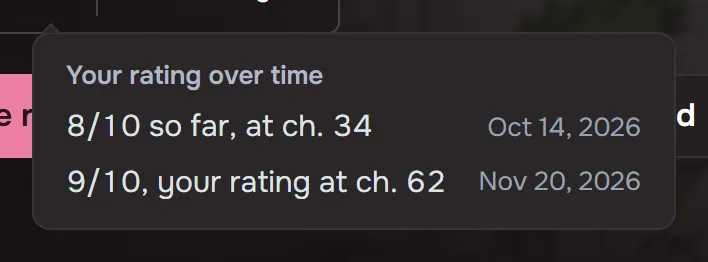 Your rating over time
8/10 so far, at ch. 34 Oct 14, 2026
9/10, your rating at ch. 62 Nov 20, 2026